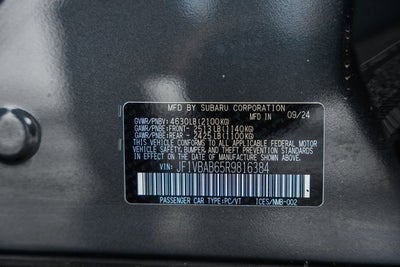 MFD BY SUBARU CORPORATION
MFD IN 09/24
GVWR/PNBV: 4630LB(2100KG)
GAWR/PNBE:FRONT- 2513LB(1140KG)
GAWR/PNBE:REAR - 2425LB(1100KG)
THIS VEHICLE CONFORMS TO ALL APPLICABLE U.S. FEDERAL MOTOR
VEHICLE SAFETY, BUMPER, AND THEFT PREVENTION STANDARDS
IN EFFECT ON THE DATE OF MANUFACTURE SHOWN ABOVE.
VIN: JF1VBAB65R9816384
PASSENGER CAR TYPE:PC/VT ICES/NMB-002